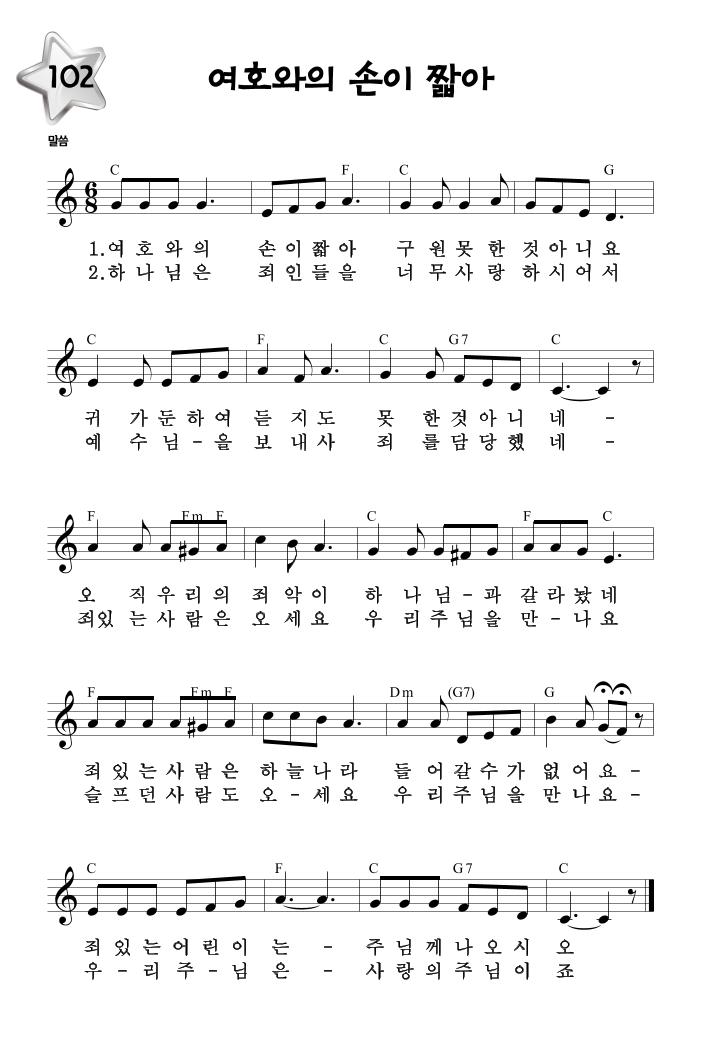 102
여호와의 손이 짧아
말씀
C F C G
6
8
1.여 호 와 의 손 이 짧 아 구 원 못 한 것 아 니 요
2.하 나 님 은 죄 인 들 을 너 무 사 랑 하 시 어 서
C F C G7 C
귀 가 둔 하 여 듣 지 도 못 한 것 아 니 네 -
예 수 님 - 을 보 내 사 죄 를 담 당 했 네 -
F Fm F C F C
오 직 우 리 의 죄 악 이 하 나 님 - 과 갈 라 놨 네
죄있 는 사 람 은 오 세 요 우 리 주 님 을 만 - 나 요
F Fm F Dm (G7) G
죄 있 는 사 람 은 하 늘 나 라 들 어 갈 수 가 없 어 요 -
슬 프 던 사 람 도 오 - 세 요 우 리 주 님 을 만 나 요 -
C F C G7 C
죄 있 는 어 린 이 는 - 주 님 께 나 오 시 오
우 - 리 주 - 님 은 - 사 랑 의 주 님 이 죠